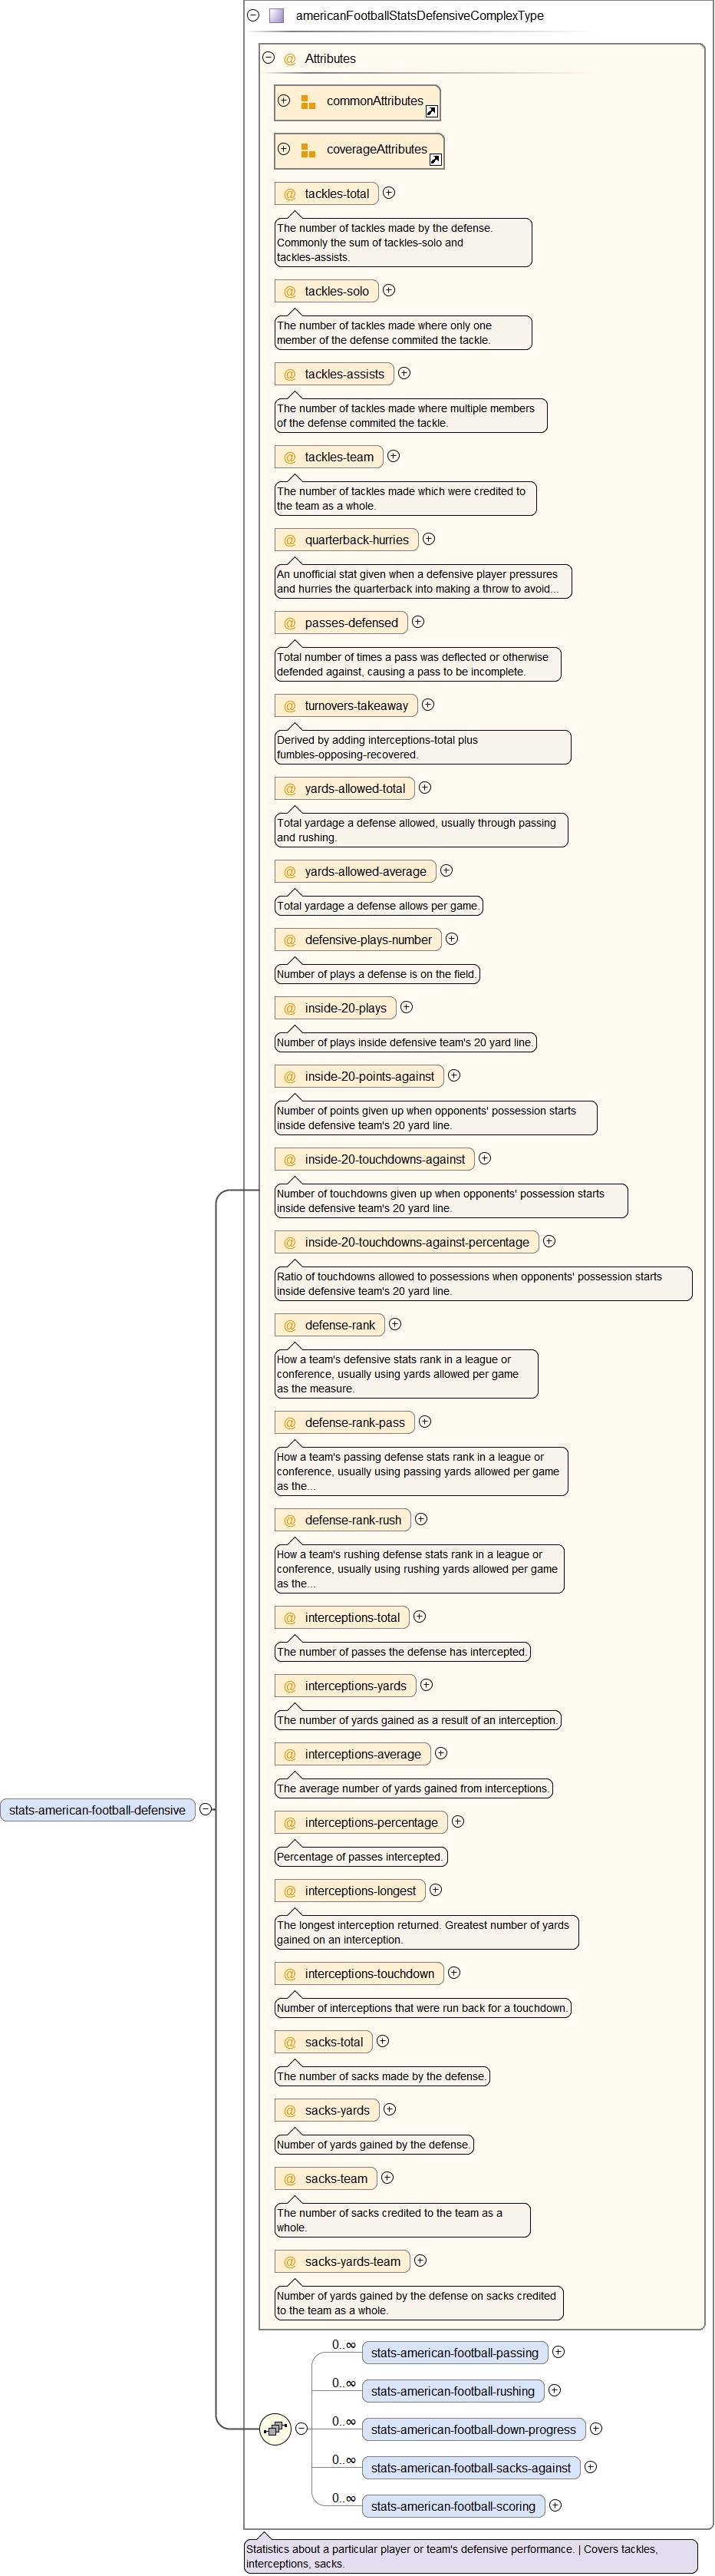 americanFootballStatsDefensiveComplexType
@ Attributes
commonAttributes
coverageAttributes
@ tackles-total
The number of tackles made by the defense.
Commonly the sum of tackles-solo and
tackles-assists.
@ tackles-solo
The number of tackles made where only one
member of the defense commited the tackle.
@ tackles-assists
The number of tackles made where multiple members
of the defense commited the tackle.
@ tackles-team
The number of tackles made which were credited to
the team as a whole.
@ quarterback-hurries
An unofficial stat given when a defensive player pressures
and hurries the quarterback into making a throw to avoid...
@ passes-defensed
Total number of times a pass was deflected or otherwise
defended against, causing a pass to be incomplete.
@ turnovers-takeaway
Derived by adding interceptions-total plus
fumbles-opposing-recovered.
@ yards-allowed-total
Total yardage a defense allowed, usually through passing
and rushing.
@ yards-allowed-average
Total yardage a defense allows per game.
@ defensive-plays-number
Number of plays a defense is on the field.
@ inside-20-plays
Number of plays inside defensive team's 20 yard line.
@ inside-20-points-against
Number of points given up when opponents' possession starts
inside defensive team's 20 yard line.
@ inside-20-touchdowns-against
Number of touchdowns given up when opponents' possession starts
inside defensive team's 20 yard line.
@ inside-20-touchdowns-against-percentage
Ratio of touchdowns allowed to possessions when opponents' possession starts
inside defensive team's 20 yard line.
@ defense-rank
How a team's defensive stats rank in a league or
conference, usually using yards allowed per game
as the measure.
@ defense-rank-pass
How a team's passing defense stats rank in a league or
conference, usually using passing yards allowed per game
as the...
@ defense-rank-rush
How a team's rushing defense stats rank in a league or
conference, usually using rushing yards allowed per game
as the...
@ interceptions-total
The number of passes the defense has intercepted.
@ interceptions-yards
The number of yards gained as a result of an interception.
@ interceptions-average
The average number of yards gained from interceptions.
stats-american-football-defensive
@ interceptions-percentage
Percentage of passes intercepted.
@ interceptions-longest
The longest interception returned. Greatest number of yards
gained on an interception.
@ interceptions-touchdown
Number of interceptions that were run back for a touchdown.
@ sacks-total
The number of sacks made by the defense.
@ sacks-yards
Number of yards gained by the defense.
@ sacks-team
The number of sacks credited to the team as a
whole.
@ sacks-yards-team
Number of yards gained by the defense on sacks credited
to the team as a whole.
0..∞ stats-american-football-passing
0..∞ stats-american-football-rushing
0..∞ stats-american-football-down-progress
0..∞ stats-american-football-sacks-against
0..∞ stats-american-football-scoring
Statistics about a particular player or team's defensive performance. | Covers tackles,
interceptions, sacks.